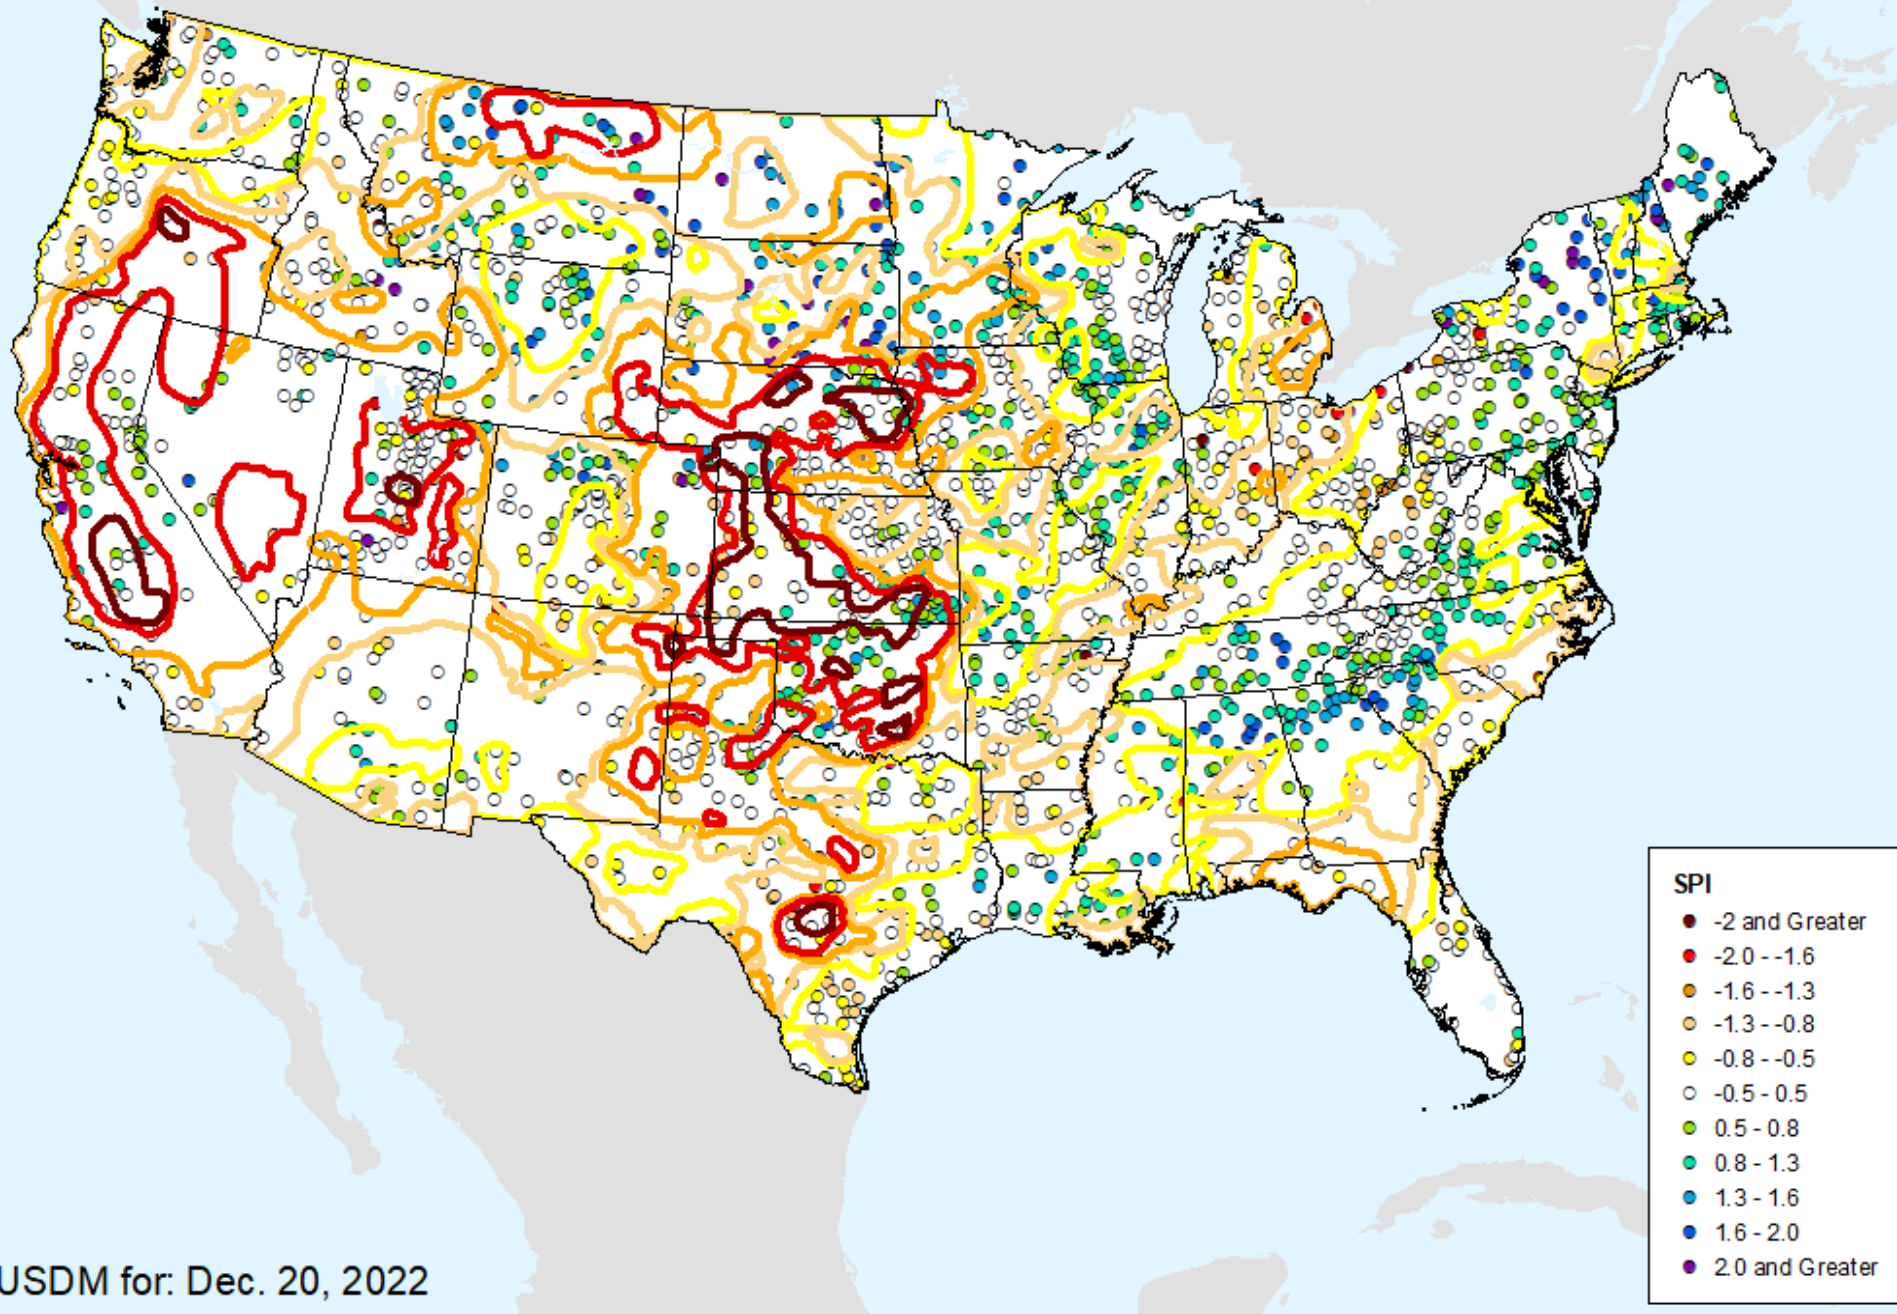 SPI
-2 and Greater
-2.0 - -1.6
-1.6 - -1.3
-1.3 - -0.8
-0.8 - -0.5
-0.5 - 0.5
0.5 - 0.8
0.8 - 1.3
1.3 - 1.6
1.6 - 2.0
2.0 and Greater
USDM for: Dec. 20, 2022